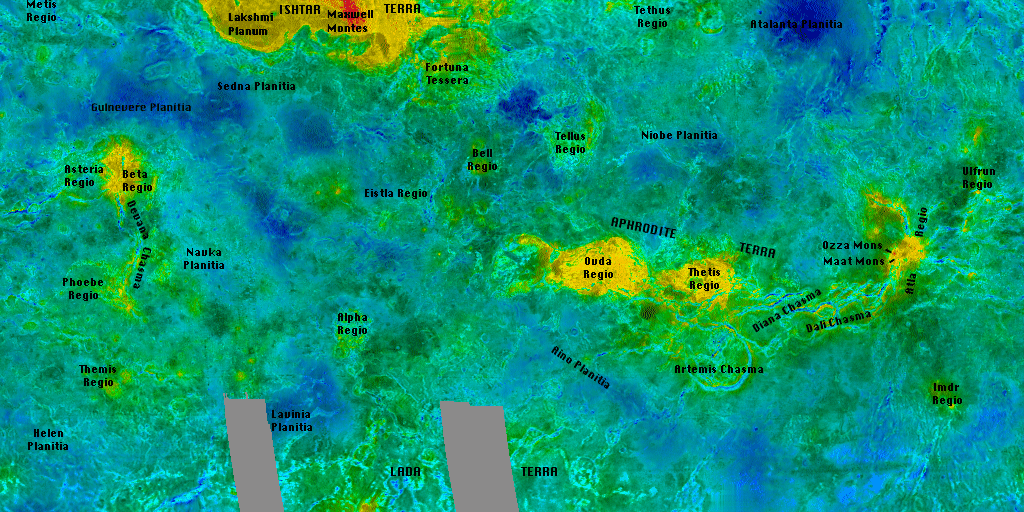 Metis
Regio
Lakshmi
Planum
ISHTAR
Maxwell
Montes
TERRA
Tethus
Regio
Atalanta Planitia
Fortuna
Tessera
Sedna Planitia
Guinevere Planitia
Tellus
Regio
Niobe Planitia
Bell
Regio
Asteria
Regio
Beta
Regio
Eistla Regio
Ulfrun
Regio
Devana
Chasma
APHRODITE
TERRA
Navka
Planitia
Ovda
Regio
Thetis
Regio
Ozza Mons
Maat Mons
Atla
Regio
Phoebe
Regio
Alpha
Regio
Diana Chasma
Dali Chasma
Aino Planitia
Artemis Chasma
Themis
Regio
Imdr
Regio
Lavinia
Planitia
Helen
Planitia
LADA
TERRA